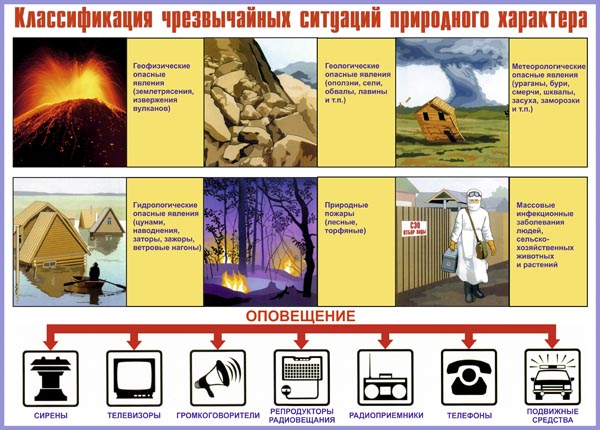 Классификация чрезвычайных ситуаций природного характера
Геофизические
опасные
явления
(землетрясения,
извержения
вулканов)
Геологические
опасные явления
(оползни, сели,
обвалы, лавины
и т.п.)
Метеорологические
опасные явления
(ураганы, бури,
смерчи, шквалы,
засуха, заморозки
и т.п.)
Гидрологические
опасные явления
(цунами,
наводнения,
заторы, зажоры,
ветровые нагоны)
Природные
пожары
(лесные,
торфяные)
СЭО
ОТБОР ВОДЫ
Массовые
инфекционные
заболевания
людей,
сельско-
хозяйственных
животных
и растений
ОПОВЕЩЕНИЕ
СИРЕНЫ
ТЕЛЕВИЗОРЫ
ГРОМКОГОВОРИТЕЛИ
РЕПРОДУКТОРЫ
РАДИОВЕЩАНИЯ
РАДИОПРИЕМНИКИ
ТЕЛЕФОНЫ
ПОДВИЖНЫЕ
СРЕДСТВА